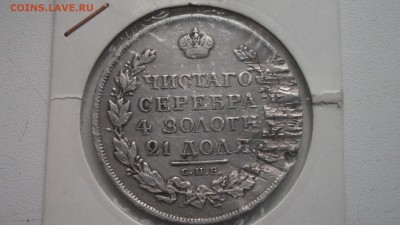 COINS.LAVE.RU
ЧИСТАГО
СЕРЕБРА
4 ЗОЛОТН.
21 ДОЛЯ.
С.П.Б.